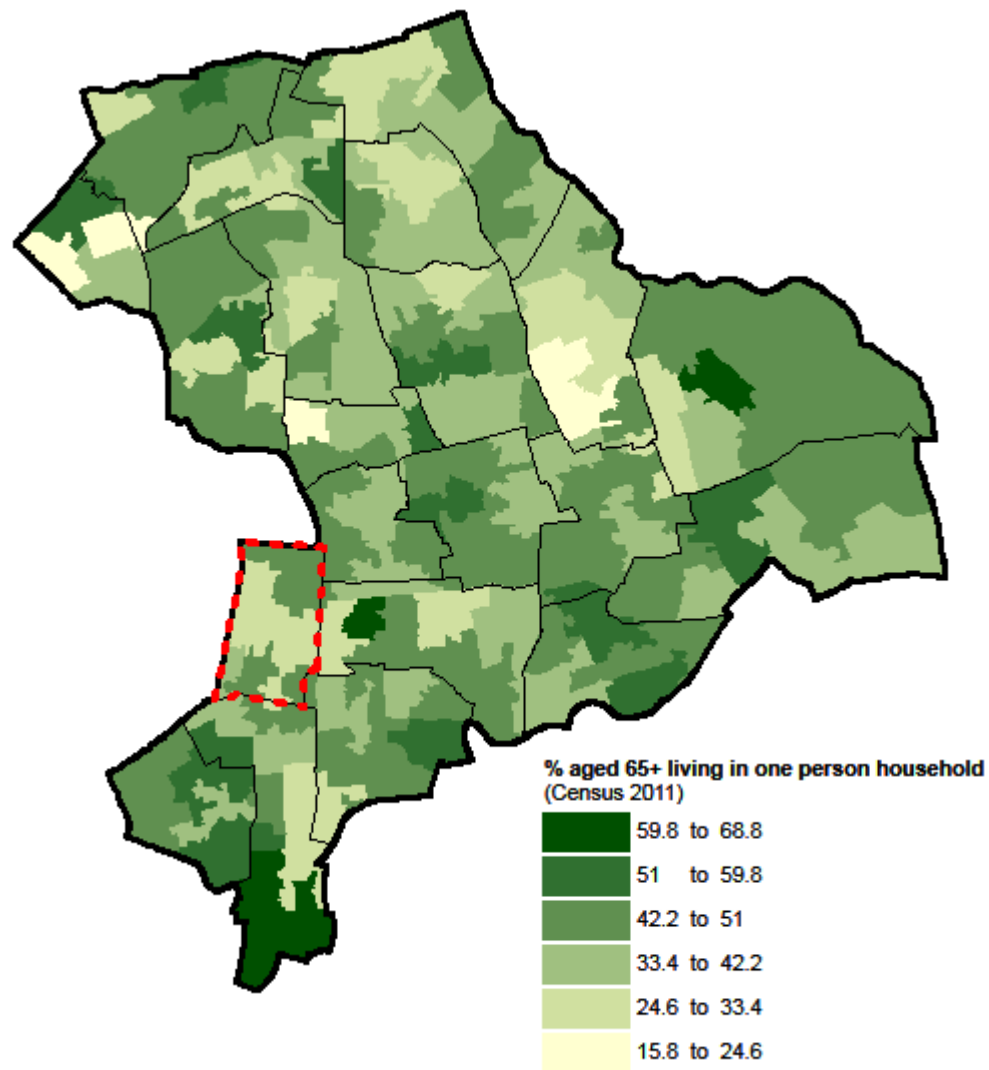 % aged 65+ living in one person household
(Census 2011)
59.8 to 68.8
51 to 59.8
42.2 to 51
33.4 to 42.2
24.6 to 33.4
15.8 to 24.6